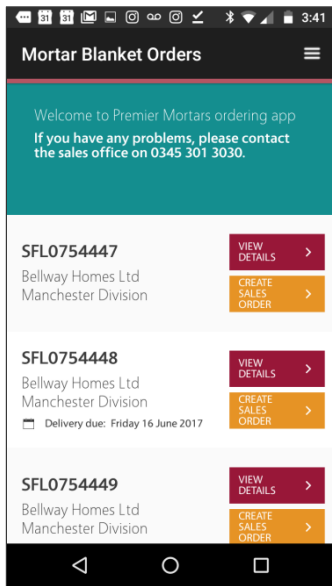 31
31
3:41
Mortar Blanket Orders
Welcome to Premier Mortars ordering app
If you have any problems, please contact
the sales office on 0345 301 3030.
SFL0754447
Bellway Homes Ltd
Manchester Division
VIEW
DETAILS
CREATE
SALES
ORDER
SFL0754448
Bellway Homes Ltd
Manchester Division
Delivery due: Friday 16 June 2017
VIEW
DETAILS
CREATE
SALES
ORDER
SFL0754449
Bellway Homes Ltd
Manchester Division
VIEW
DETAILS
CREATE
SALES
ORDER